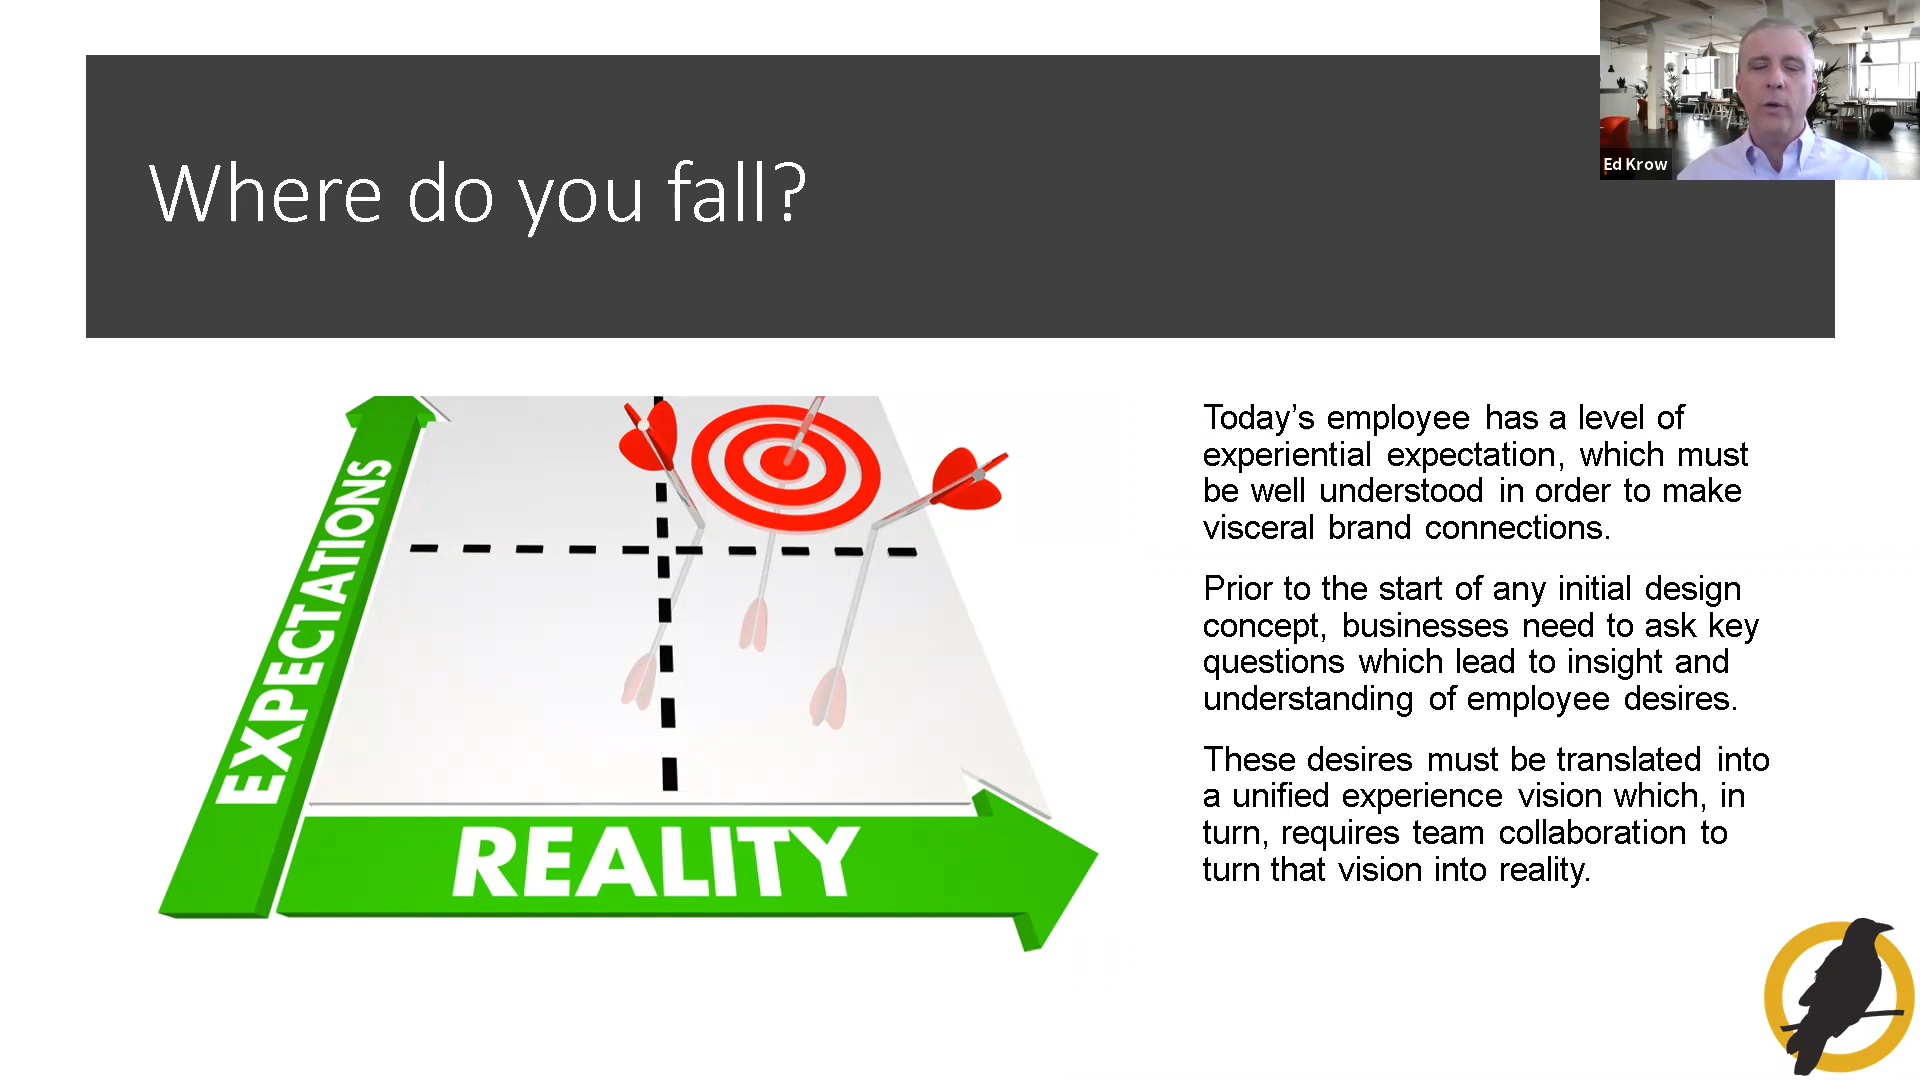 Where do you fall?
Ed Krow
EXPECTATIONS
REALITY
Today’s employee has a level of
experiential expectation, which must
be well understood in order to make
visceral brand connections.
Prior to the start of any initial design
concept, businesses need to ask key
questions which lead to insight and
understanding of employee desires.
These desires must be translated into
a unified experience vision which, in
turn, requires team collaboration to
turn that vision into reality.